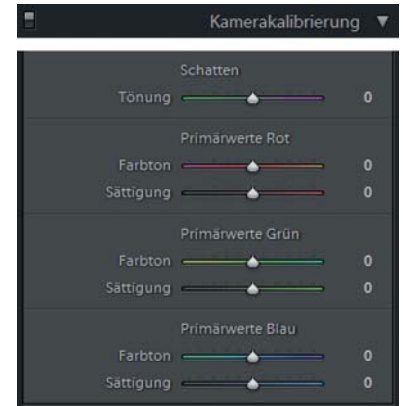 Kamerakalibrierung
Schatten
Tönung 0
Primärwerte Rot
Farbton 0
Sättigung 0
Primärwerte Grün
Farbton 0
Sättigung 0
Primärwerte Blau
Farbton 0
Sättigung 0